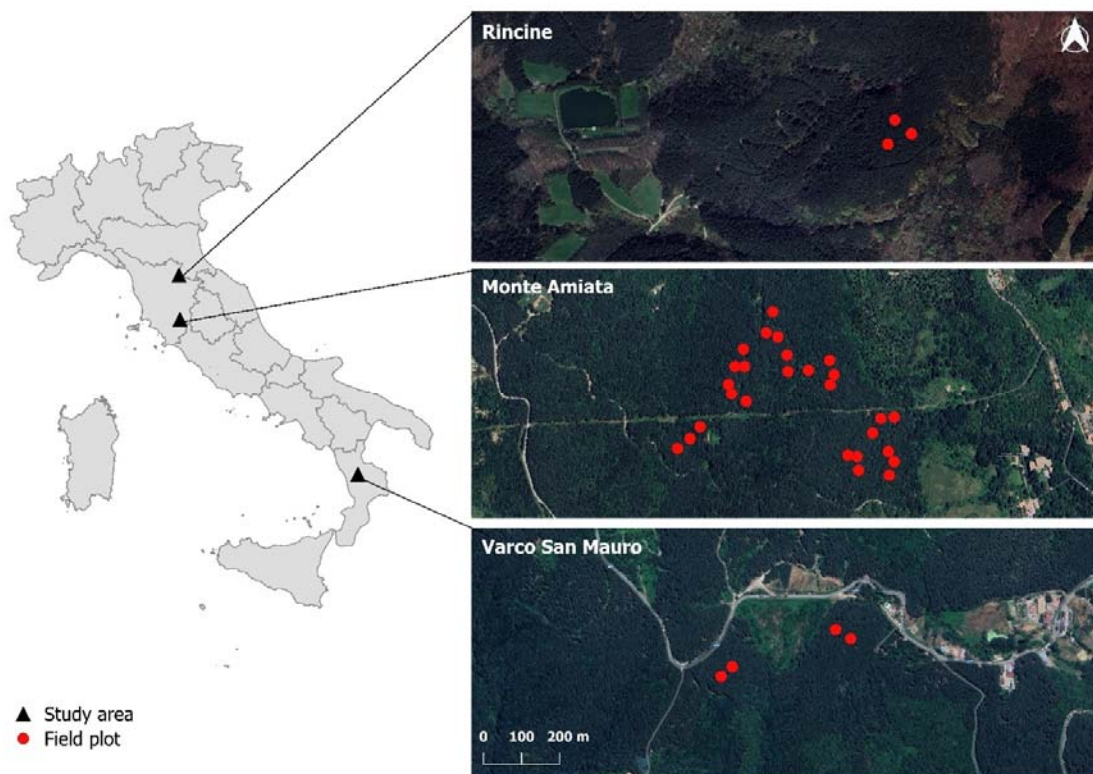 Rincine
Monte Amiata
Varco San Mauro
Study area
Field plot
0 100 200 m